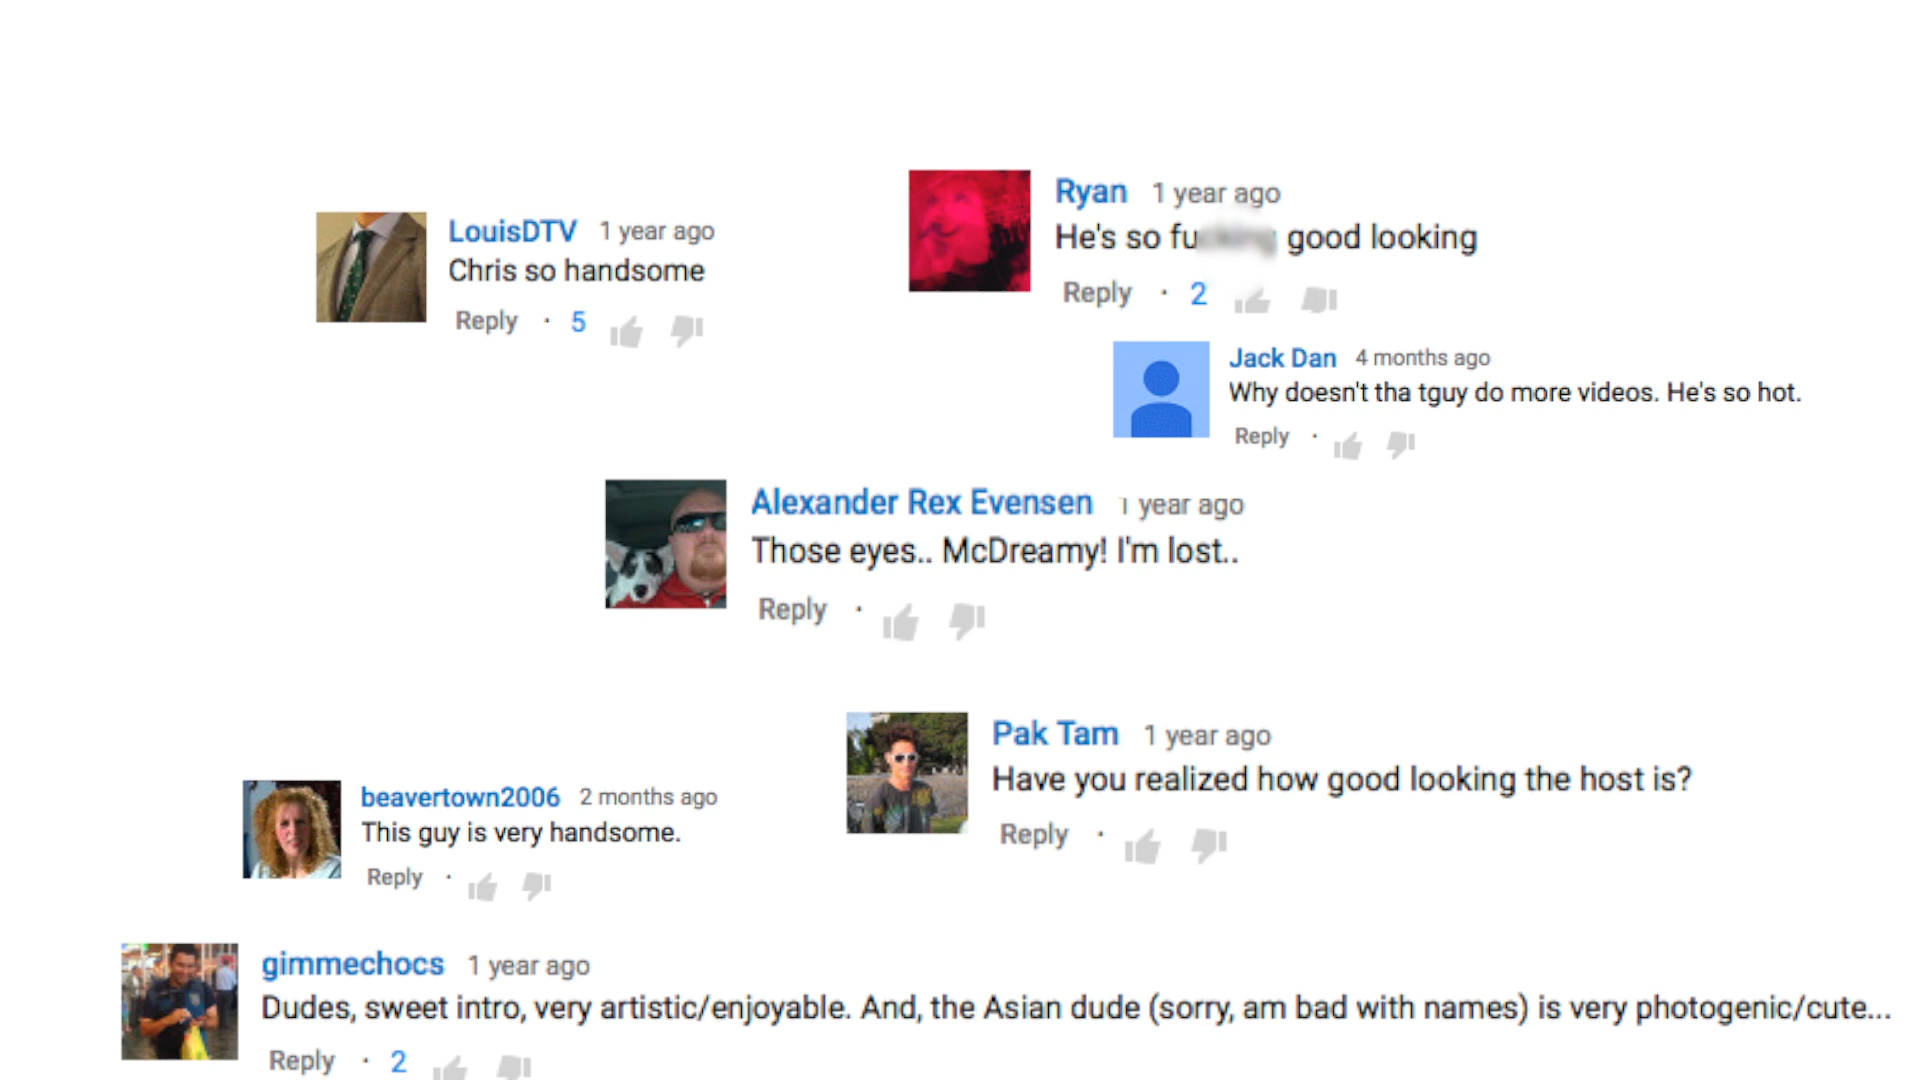 LouisDTV 1 year ago
Chris so handsome
Reply · 5
Ryan 1 year ago
He's so fu good looking
Reply · 2
Jack Dan 4 months ago
Why doesn't tha tguy do more videos. He's so hot.
Reply ·
Alexander Rex Evensen 1 year ago
Those eyes.. McDreamy! I'm lost..
Reply ·
Pak Tam 1 year ago
Have you realized how good looking the host is?
Reply ·
beavertown2006 2 months ago
This guy is very handsome.
Reply ·
gimmechocs 1 year ago
Dudes, sweet intro, very artistic/enjoyable. And, the Asian dude (sorry, am bad with names) is very photogenic/cute...
Reply · 2